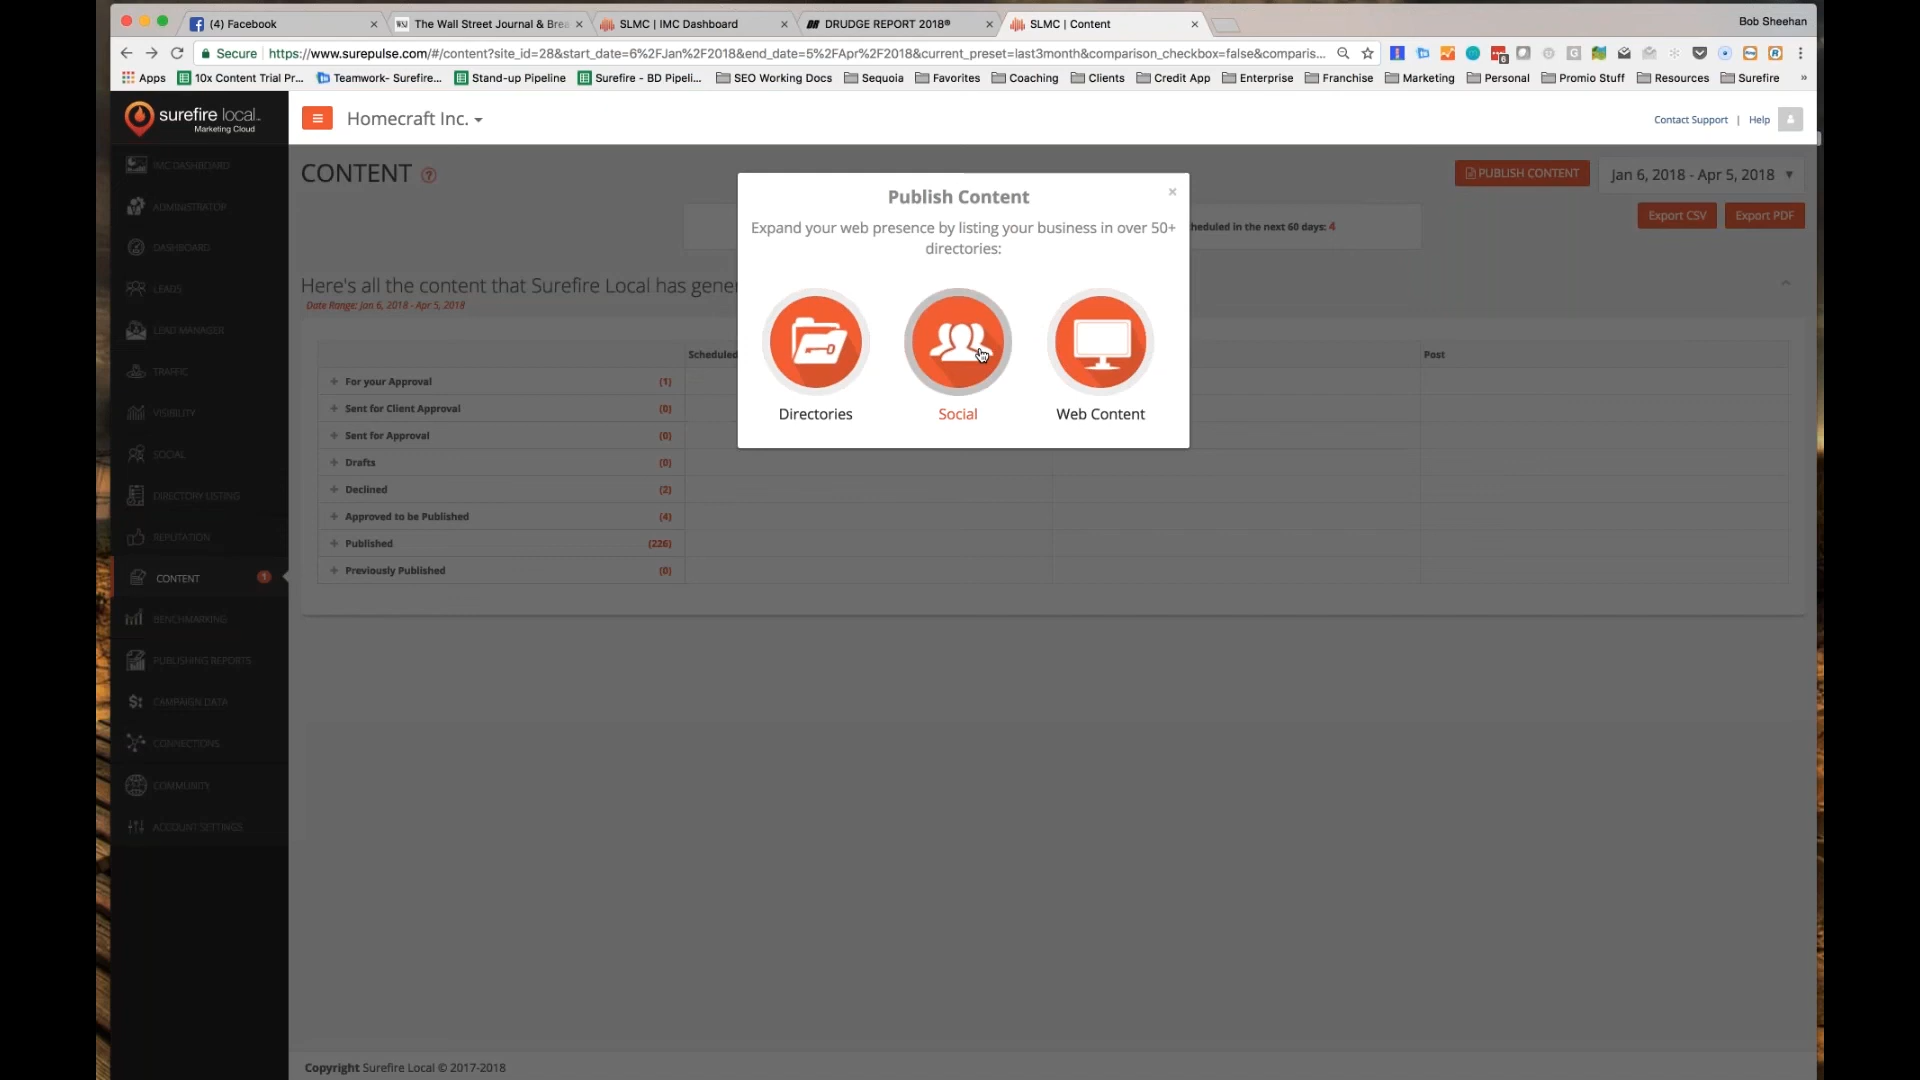 (4) Facebook
WSJ The Wall Street Journal & Brea
SLMC | IMC Dashboard
DRUDGE REPORT 2018®
SLMC | Content
Bob Sheehan
Secure https://www.surepulse.com/#/content?site_id=28&start_date=6%2FJan%2F2018&end_date=5%2FApr%2F2018&current_preset=last3month&comparison_checkbox=false&comparis...
Apps 10x Content Trial Pr... Teamwork- Surefire... Stand-up Pipeline Surefire - BD Pipeli... SEO Working Docs Sequoia Favorites Coaching Clients Credit App Enterprise Franchise Marketing Personal Promio Stuff Resources Surefire »
surefire local
Marketing Cloud
Homecraft Inc.
Contact Support | Help
IMC DASHBOARD
ADMINISTRATOR
DASHBOARD
LEADS
LEAD MANAGER
TRAFFIC
VISIBILITY
SOCIAL
DIRECTORY LISTING
REPUTATION
CONTENT 1
BENCHMARKING
PUBLISHING REPORTS
CAMPAIGN DATA
CONNECTIONS
COMMUNITY
ACCOUNT SETTINGS
CONTENT ?
PUBLISH CONTENT
Jan 6, 2018 - Apr 5, 2018
Export CSV Export PDF
heduled in the next 60 days: 4
Here's all the content that Surefire Local has gene
Date Range: Jan 6, 2018 - Apr 5, 2018
Scheduled Post
+ For your Approval (1)
+ Sent for Client Approval (0)
+ Sent for Approval (0)
+ Drafts (0)
+ Declined (2)
+ Approved to be Published (4)
+ Published (226)
+ Previously Published (0)
Publish Content ×
Expand your web presence by listing your business in over 50+
directories:
Directories Social Web Content
Copyright Surefire Local © 2017-2018